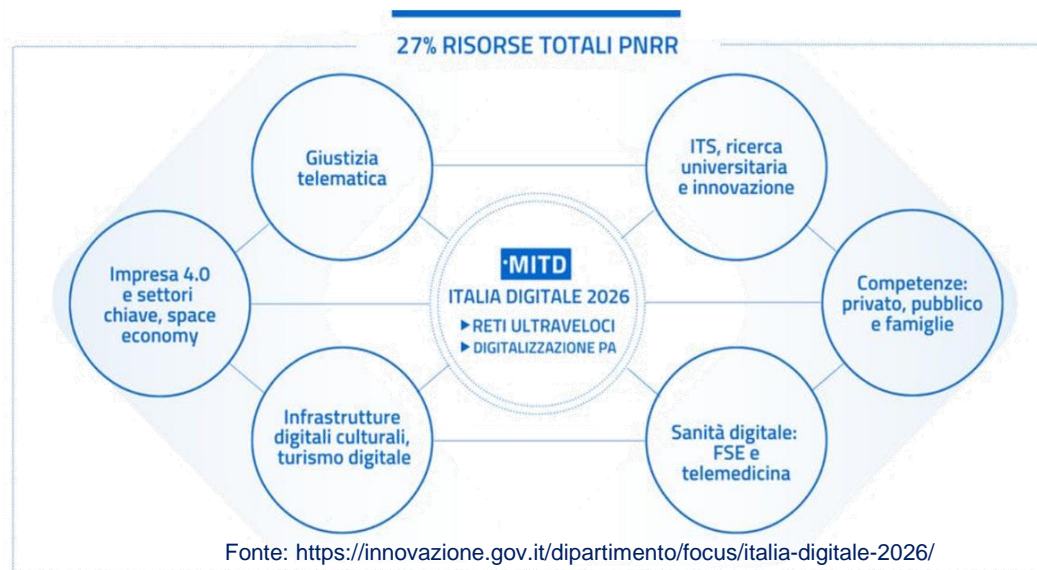 27% RISORSE TOTALI PNRR
Giustizia
telematica
ITS, ricerca
universitaria
e innovazione
Impresa 4.0
e settori
chiave, space
economy
·MITD
ITALIA DIGITALE 2026
▶RETI ULTRAVELOCI
▶DIGITALIZZAZIONE PA
Competenze:
privato, pubblico
e famiglie
Infrastrutture
digitali culturali,
turismo digitale
Sanità digitale:
FSE e
telemedicina
Fonte: https://innovazione.gov.it/dipartimento/focus/italia-digitale-2026/